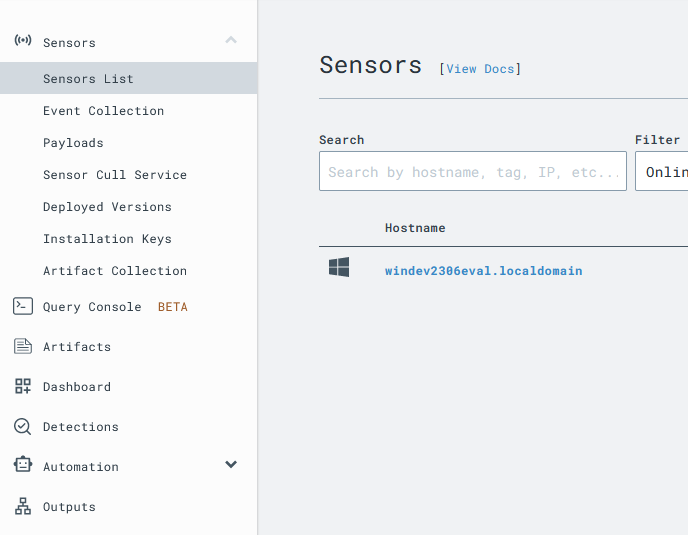 Sensors
Sensors List
Event Collection
Payloads
Sensor Cull Service
Deployed Versions
Installation Keys
Artifact Collection
Query Console BETA
Artifacts
Dashboard
Detections
Automation
Outputs
Sensors [View Docs]
Search
Filter
Search by hostname, tag, IP, etc...
Onlin
Hostname
windev2306eval.localdomain